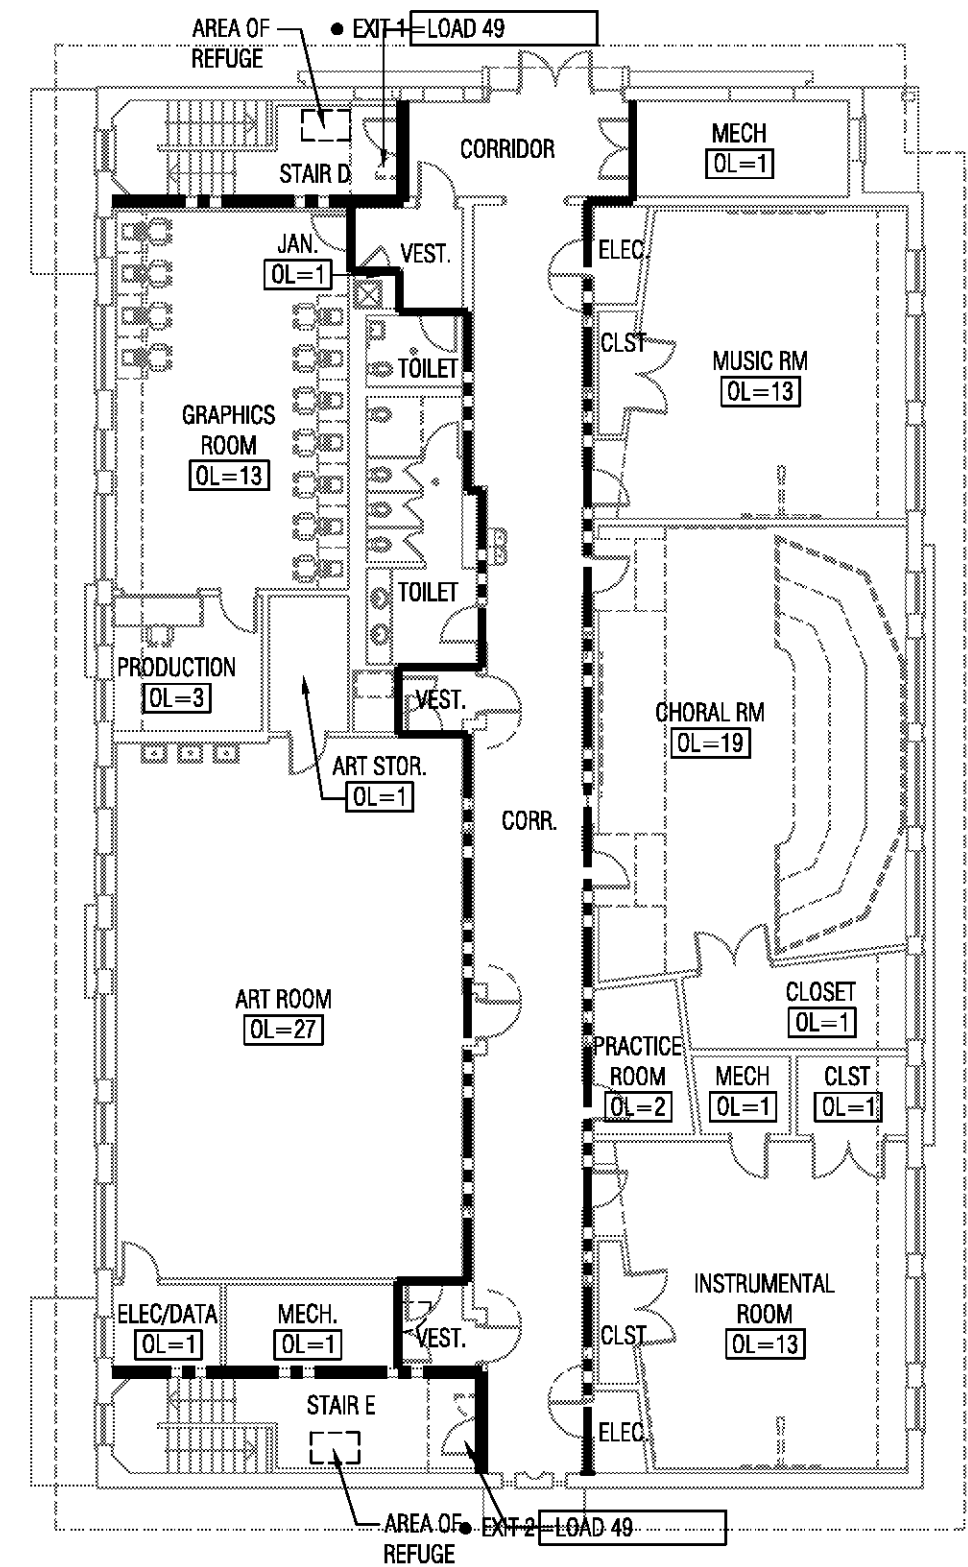 AREA OF
REFUGE
EXIT 1=LOAD 49
STAIR D
CORRIDOR
MECH
OL=1
JAN.
OL=1
VEST.
ELEC.
CLST
TOILET
MUSIC RM
OL=13
GRAPHICS
ROOM
OL=13
TOILET
PRODUCTION
OL=3
VEST.
CHORAL RM
OL=19
ART STOR.
OL=1
CORR.
ART ROOM
OL=27
CLOSET
OL=1
PRACTICE
ROOM
OL=2
MECH
OL=1
CLST
OL=1
INSTRUMENTAL
ROOM
OL=13
ELEC/DATA
OL=1
MECH.
OL=1
VEST.
CLST
STAIR E
ELEC.
AREA OF
REFUGE
EXIT 2=LOAD 49